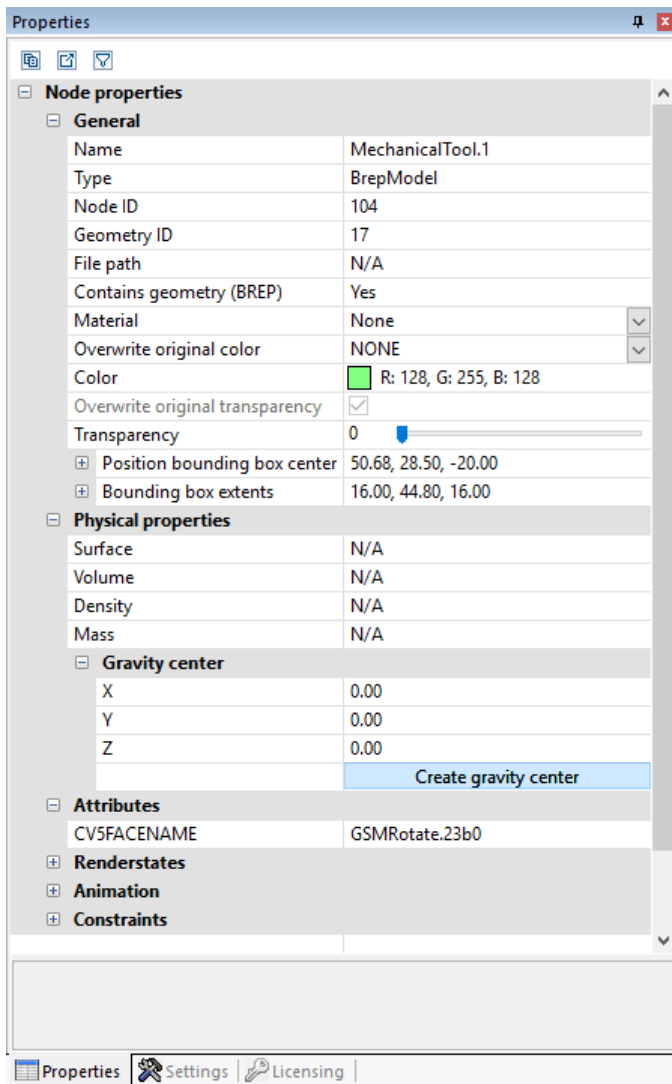 Properties
Node properties
General
Name MechanicalTool.1
Type BrepModel
Node ID 104
Geometry ID 17
File path N/A
Contains geometry (BREP) Yes
Material None
Overwrite original color NONE
Color R: 128, G: 255, B: 128
Overwrite original transparency
Transparency 0
Position bounding box center 50.68, 28.50, -20.00
Bounding box extents 16.00, 44.80, 16.00
Physical properties
Surface N/A
Volume N/A
Density N/A
Mass N/A
Gravity center
X 0.00
Y 0.00
Z 0.00
Create gravity center
Attributes
CV5FACENAME GSMRotate.23b0
Renderstates
Animation
Constraints
Properties Settings Licensing